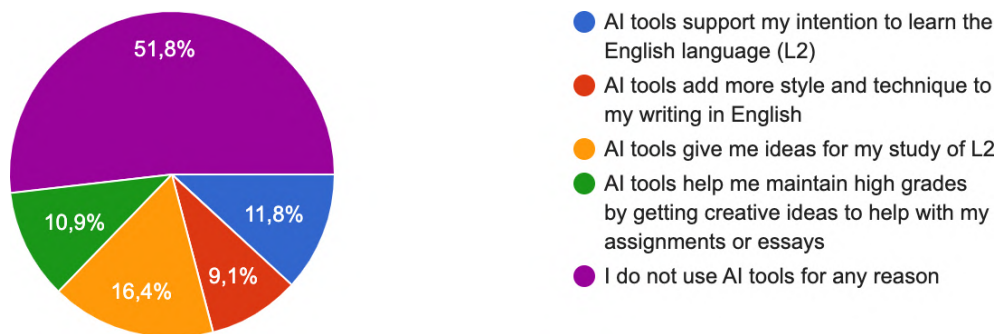 51,8%
10,9%
16,4%
9,1%
11,8%
AI tools support my intention to learn the
English language (L2)
AI tools add more style and technique to
my writing in English
AI tools give me ideas for my study of L2
AI tools help me maintain high grades
by getting creative ideas to help with my
assignments or essays
I do not use AI tools for any reason